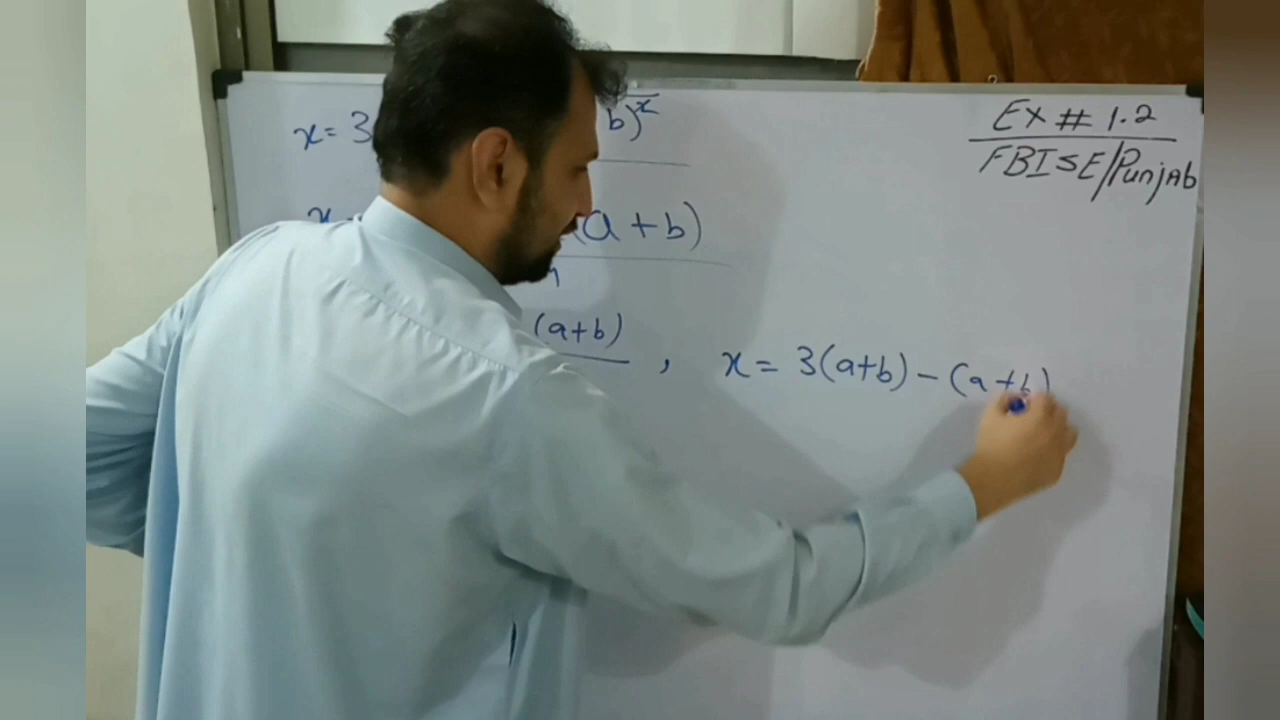 x = 3
b)²
Ex # 1.2
FBISE/Punjab
x
(a + b)
(a+b)
, x = 3(a+b) - (a+b)